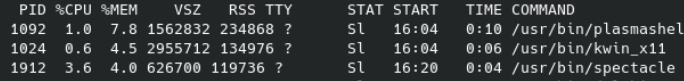 PID %CPU %MEM VSZ RSS TTY STAT START TIME COMMAND
1092 1.0 7.8 1562832 234868 ? Sl 16:04 0:10 /usr/bin/plasmashel
1024 0.6 4.5 2955712 134976 ? Sl 16:04 0:06 /usr/bin/kwin_x11
1912 3.6 4.0 626700 119736 ? Sl 16:20 0:04 /usr/bin/spectacle